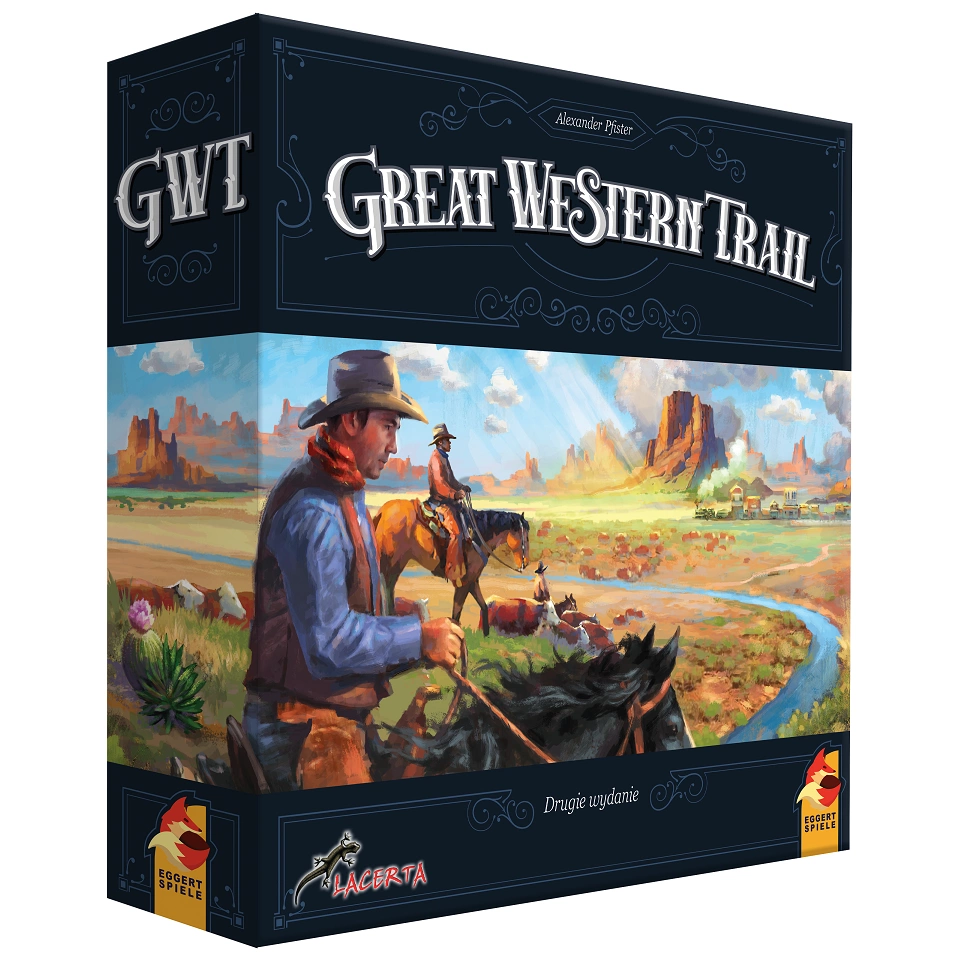 GWT
Alexander Pfister
GREAT WESTERN TRAIL
Drugie wydanie
LACERTA
EGGERT
SPIELE
EGGERT
SPIELE